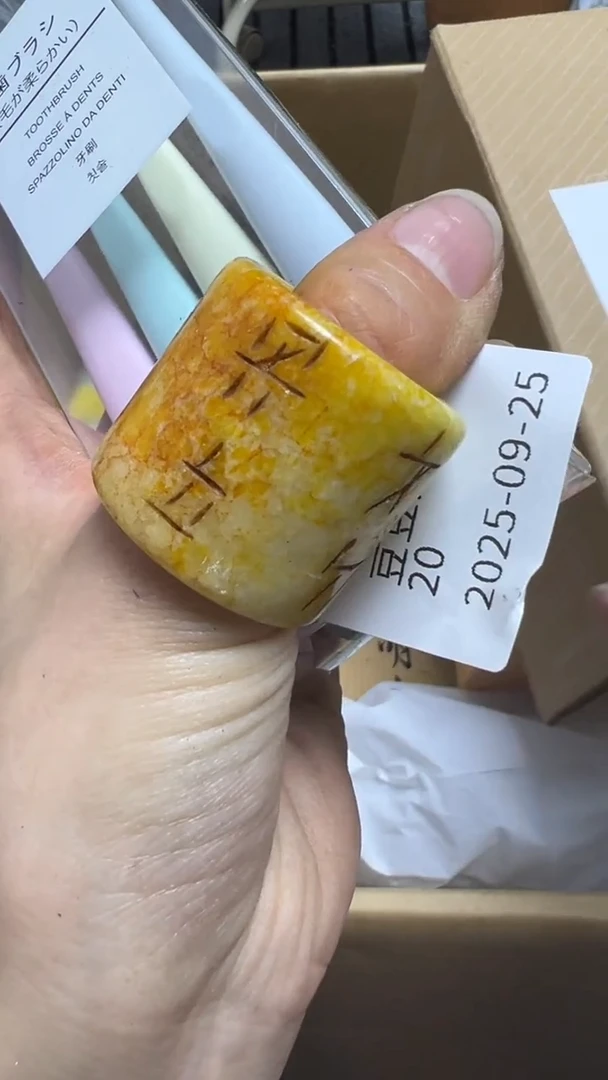 歯ブラシ
毛が柔らかい)
TOOTHBRUSH
BROSSE Á DENTS
SPAZZOLINO DA DENTI
牙刷
칫솔
豆豆
20
2025-09-25